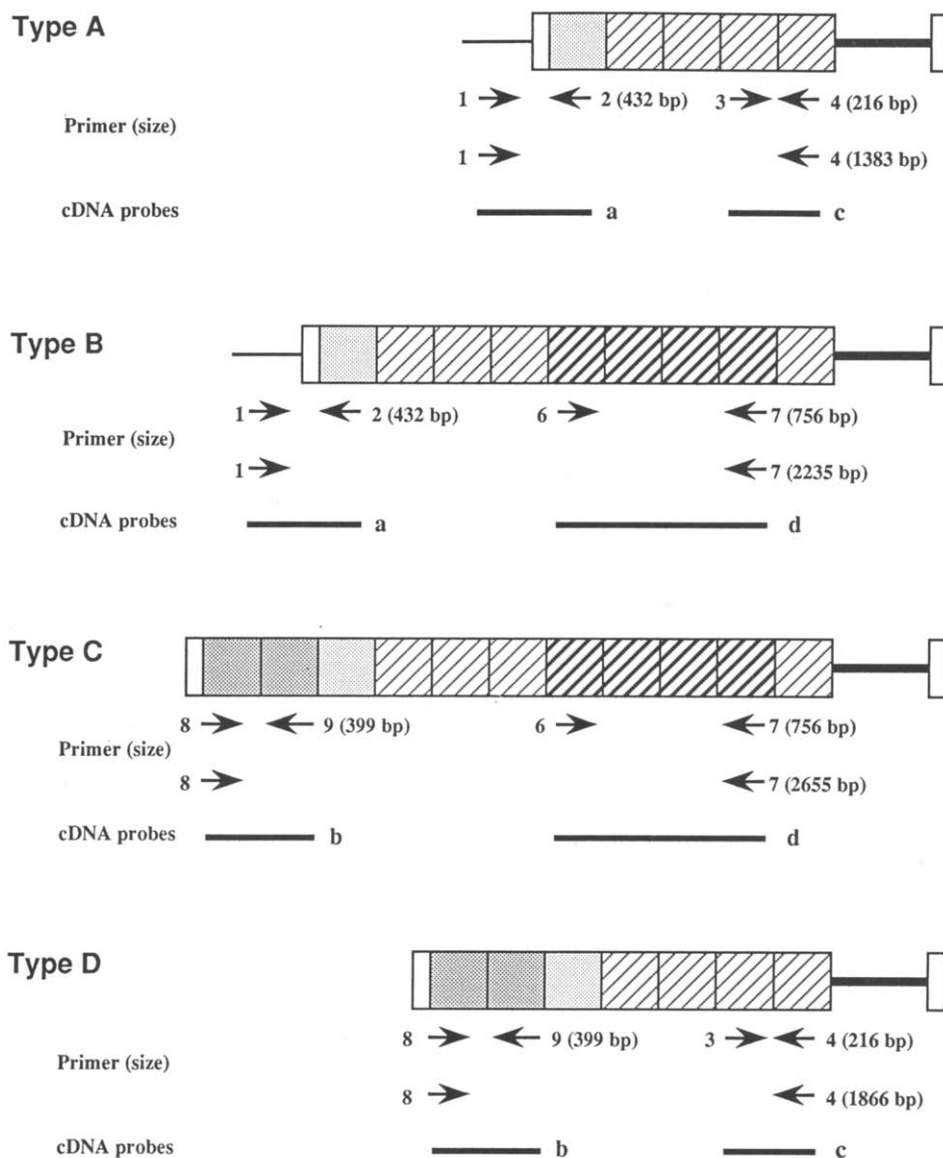 Type A
1 2 (432 bp) 3 4 (216 bp)
Primer (size)
1 4 (1383 bp)
cDNA probes a c
Type B
1 2 (432 bp) 6 7 (756 bp)
Primer (size)
1 7 (2235 bp)
cDNA probes a d
Type C
8 9 (399 bp) 6 7 (756 bp)
Primer (size)
8 7 (2655 bp)
cDNA probes b d
Type D
8 9 (399 bp) 3 4 (216 bp)
Primer (size)
8 4 (1866 bp)
cDNA probes b c